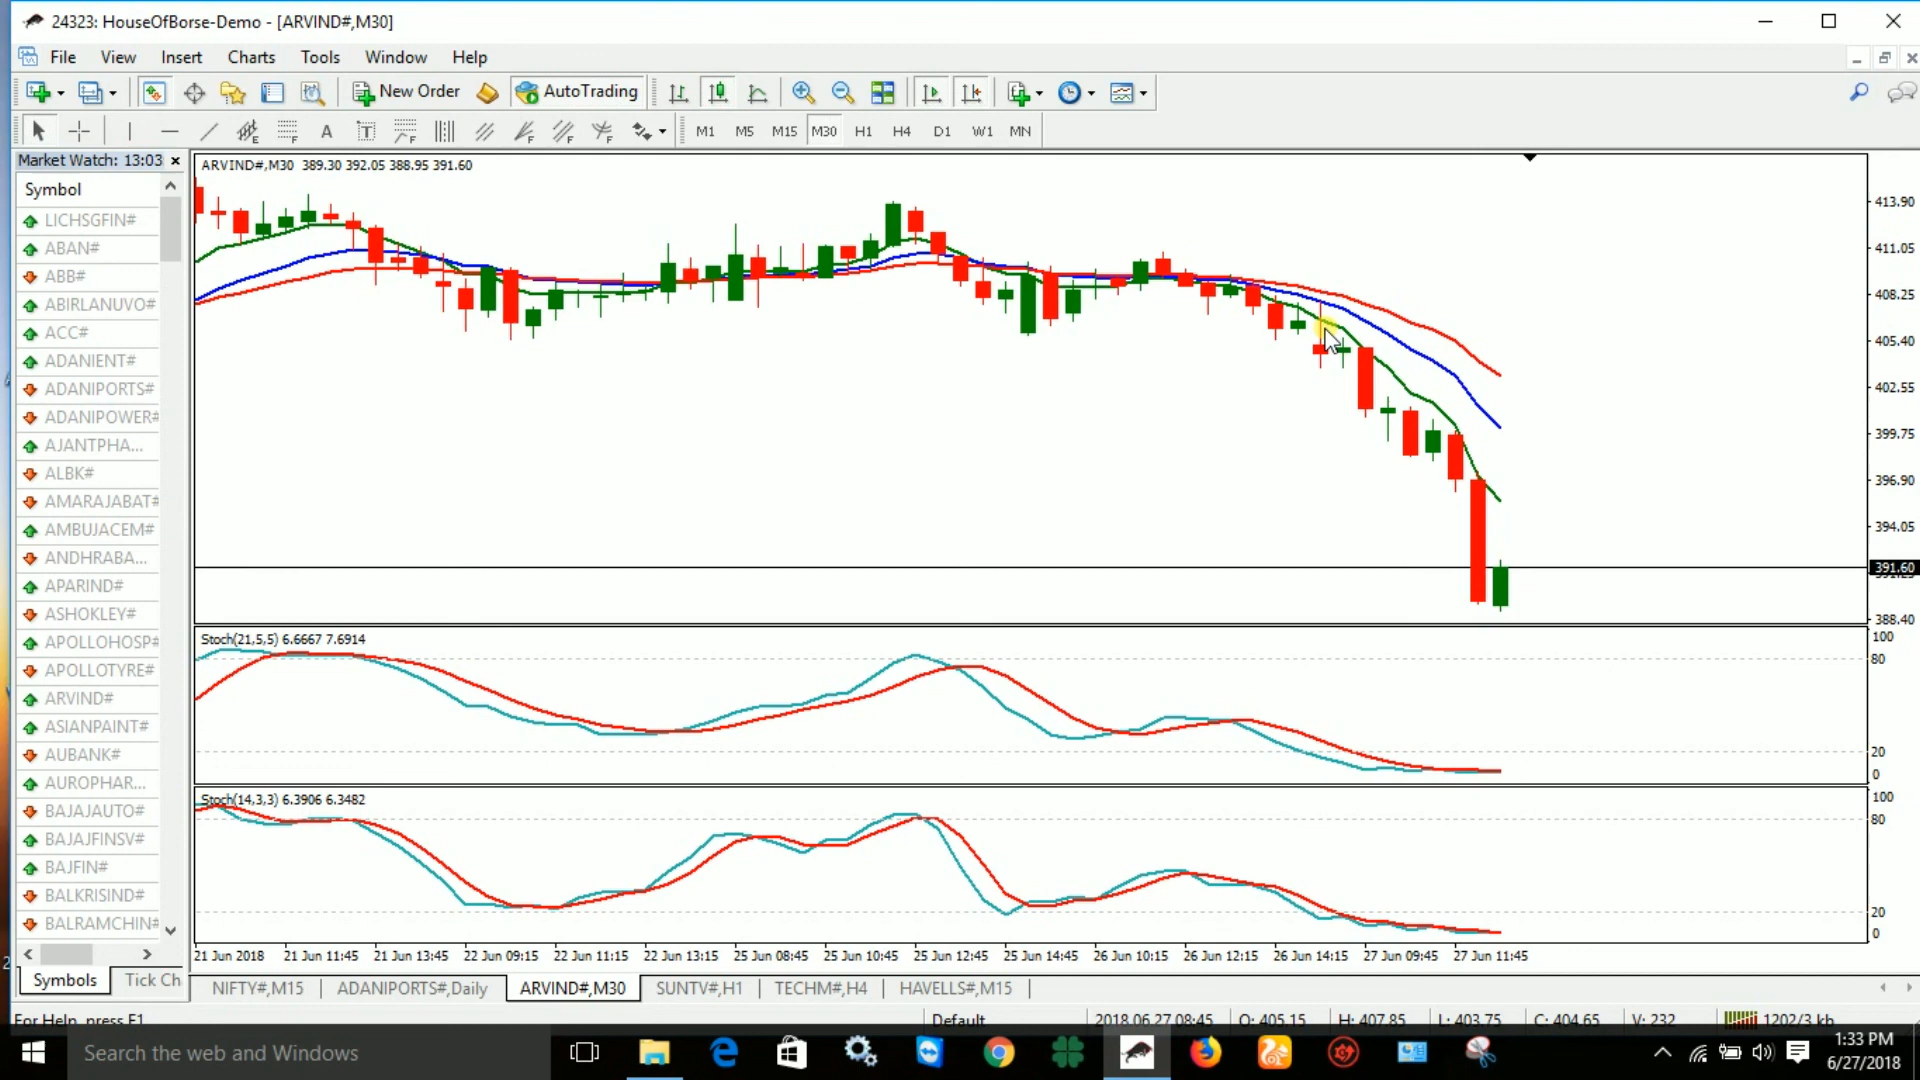 24323: HouseOfBorse-Demo - [ARVIND#,M30]
File View Insert Charts Tools Window Help
New Order AutoTrading
A T M1 M5 M15 M30 H1 H4 D1 W1 MN
Market Watch: 13:03
Symbol
LICHSGFIN#
ABAN#
ABB#
ABIRLANUVO#
ACC#
ADANIENT#
ADANIPORTS#
ADANIPOWER#
AJANTPHA...
ALBK#
AMARAJABAT#
AMBUJACEM#
ANDHRABA...
APARIND#
ASHOKLEY#
APOLLOHOSP#
APOLLOTYRE#
ARVIND#
ASIANPAINT#
AUBANK#
AUROPHAR...
BAJAJAUTO#
BAJAJFINSV#
BAJFIN#
BALKRISIND#
BALRAMCHIN#
Symbols Tick Ch
ARVIND#,M30 389.30 392.05 388.95 391.60
413.90
411.05
408.25
405.40
402.55
399.75
396.90
394.05
391.60
388.40
Stoch(21,5,5) 6.6667 7.6914
100
80
20
0
Stoch(14,3,3) 6.3906 6.3482
100
80
20
0
21 Jun 2018 21 Jun 11:45 21 Jun 13:45 22 Jun 09:15 22 Jun 11:15 22 Jun 13:15 25 Jun 08:45 25 Jun 10:45 25 Jun 12:45 25 Jun 14:45 26 Jun 10:15 26 Jun 12:15 26 Jun 14:15 27 Jun 09:45 27 Jun 11:45
NIFTY#,M15 ADANIPORTS#,Daily ARVIND#,M30 SUNTV#,H1 TECHM#,H4 HAVELLS#,M15
For Help, press F1 Default 2018.06.27 08:45 O: 405.15 H: 407.85 L: 403.75 C: 404.65 V: 232 1202/3 kb
Search the web and Windows
1:33 PM
6/27/2018